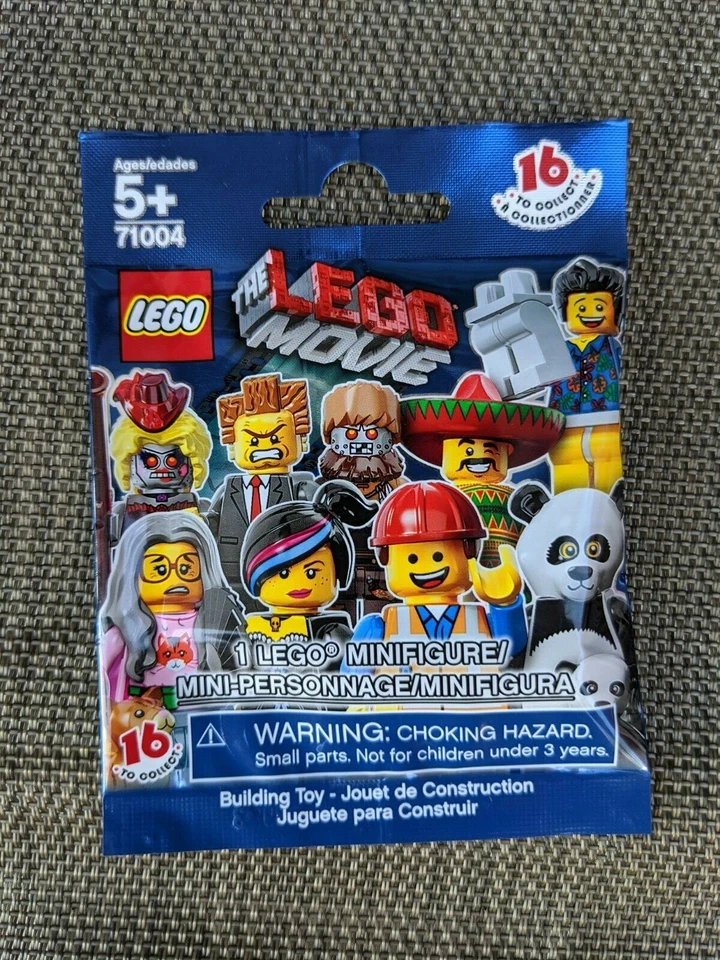 Ages/edades
5+
71004
16
TO COLLECT
À COLLECTIONNER
LEGO
THE
LEGO
MOVIE
1 LEGO® MINIFIGURE/
MINI-PERSONNAGE/MINIFIGURA
16
TO COLLECT
WARNING: CHOKING HAZARD.
Small parts. Not for children under 3 years.
Building Toy - Jouet de Construction
Juguete para Construir